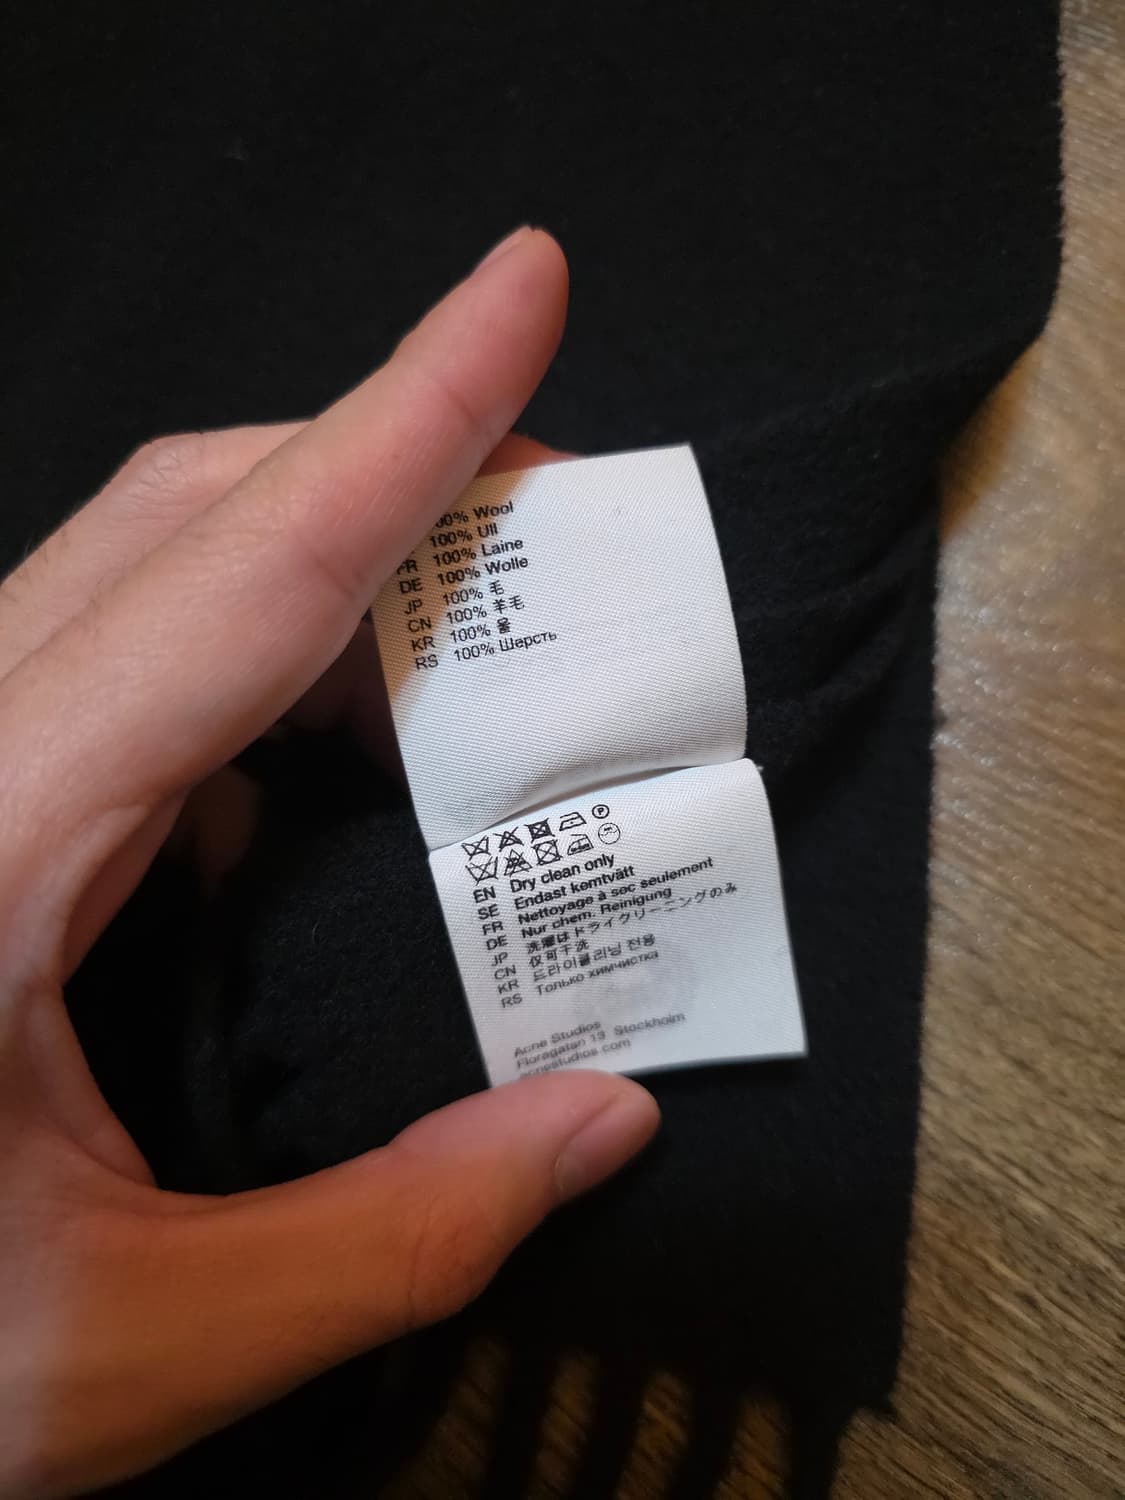 00% Wool
100% Ull
FR 100% Laine
DE 100% Wolle
JP 100% 毛
CN 100% 羊毛
KR 100% 울
RS 100% Шерсть
P
EN Dry clean only
SE Endast kemtvätt
FR Nettoyage à sec seulement
DE Nur chem. Reinigung
JP 洗濯はドライクリーニングのみ
CN 仅可干洗
KR 드라이클리닝 전용
RS Только химчистка
Acne Studios
Floragatan 13 Stockholm
acnestudios.com